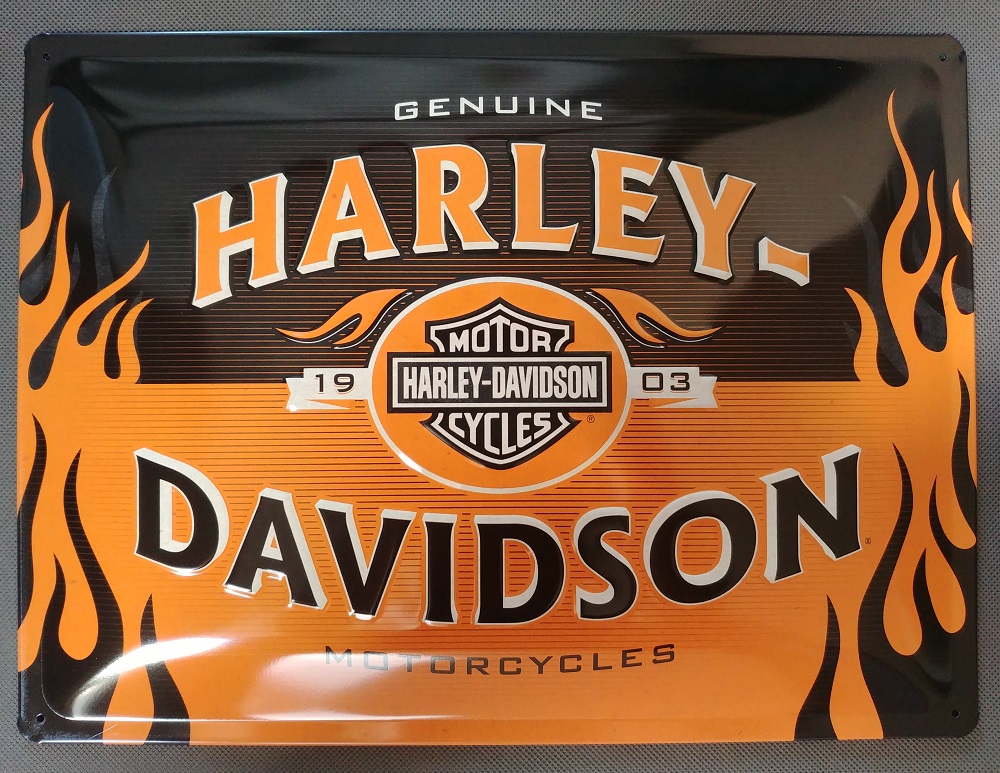 GENUINE
HARLEY-
MOTOR
19 HARLEY-DAVIDSON 03
CYCLES ®
DAVIDSON ®
MOTORCYCLES